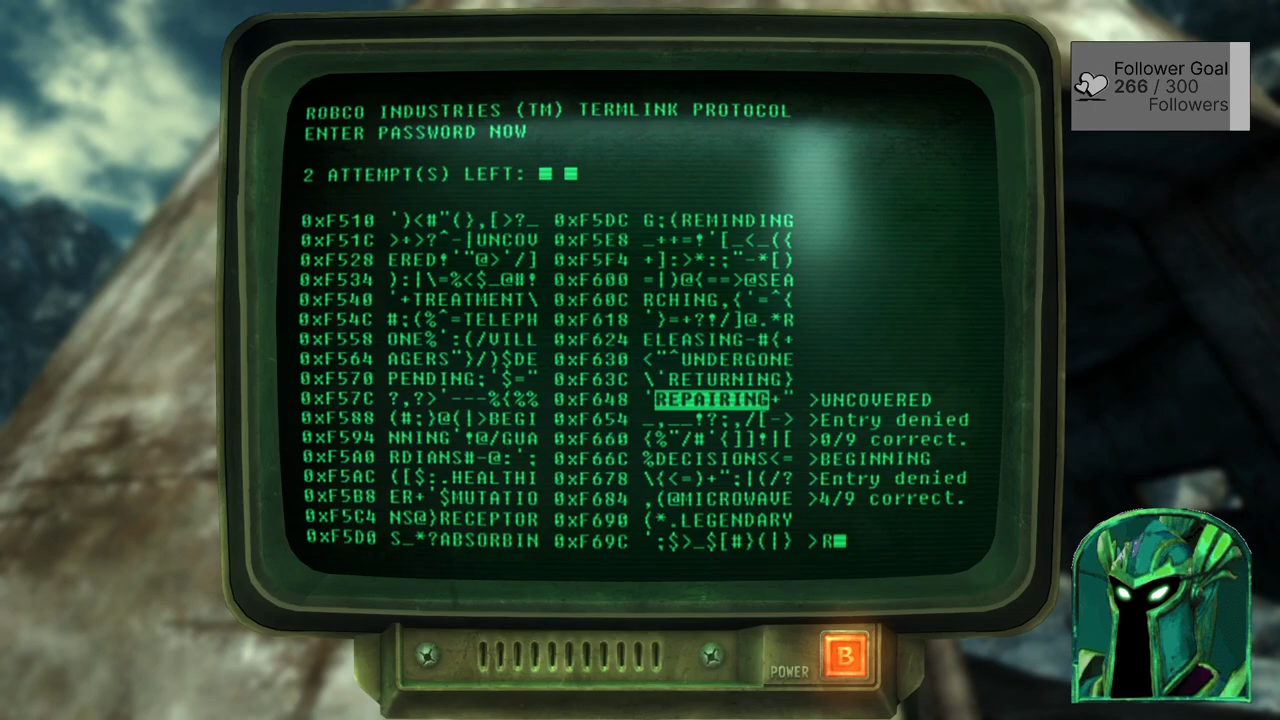 ROBCO INDUSTRIES (TM) TERMLINK PROTOCOL
ENTER PASSWORD NOW
2 ATTEMPT(S) LEFT:
0xF510 '}<#"(},[>?_ 0xF5DC G;(REMINDING
0xF51C >+>?^-|UNCOV 0xF5E8 _++=!'[_<_({
0xF528 ERED!'"@>'/] 0xF5F4 +]:>*:;"-*[)
0xF534 }:|\=%<$_@#! 0xF600 =|)@{==>@SEA
0xF540 '+TREATMENT\ 0xF60C RCHING,{'=^{
0xF54C #;(%^=TELEPH 0xF618 '}=+?!/]@.*R
0xF558 ONE%':(/VILL 0xF624 ELEASING-#{+
0xF564 AGERS"}/)$DE 0xF630 <"^UNDERGONE
0xF570 PENDING;'$=" 0xF63C \'RETURNING}
0xF57C ?,?>'---%{%% 0xF648 'REPAIRING+" >UNCOVERED
0xF588 (#:}@(|>BEGI 0xF654 _,__!?;,/[-> >Entry denied
0xF594 NNING'!@/GUA 0xF660 {%"/#'{]]!|[ >0/9 correct.
0xF5A0 RDIANS#-@:'; 0xF66C %DECISIONS<= >BEGINNING
0xF5AC ([$;.HEALTHI 0xF678 \{<=)+";|(/? >Entry denied
0xF5B8 ER+'$MUTATIO 0xF684 ,(@MICROWAVE >4/9 correct.
0xF5C4 NS@}RECEPTOR 0xF690 (*.LEGENDARY
0xF5D0 S_*?ABSORBIN 0xF69C ';$>_$[#}(|} >R
POWER B
Follower Goal
266 / 300
Followers